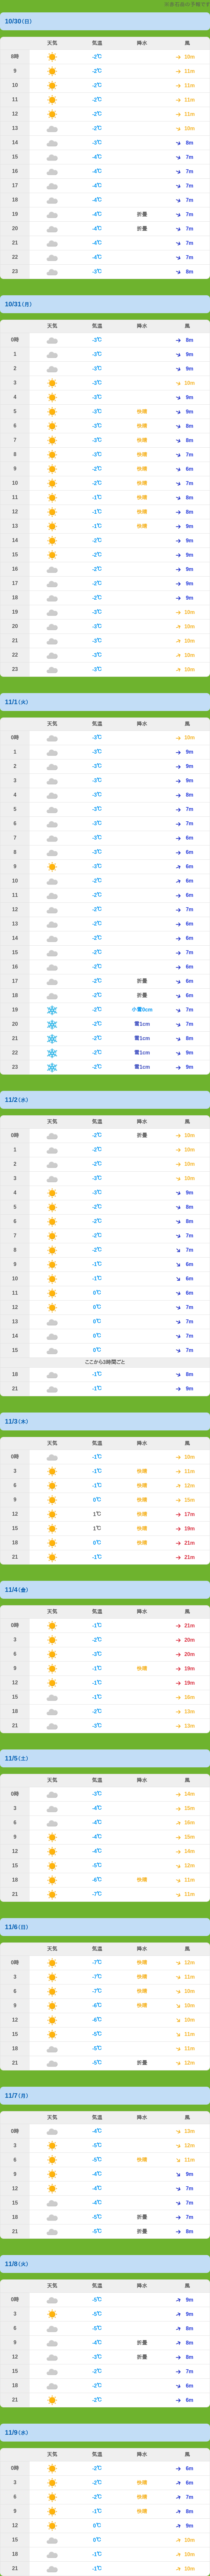 10/30（日）
天気 気温 降水 風
8時 -2℃ 10m
9 -2℃ 11m
10 -2℃ 11m
11 -2℃ 11m
12 -2℃ 11m
13 -2℃ 10m
14 -3℃ 8m
15 -4℃ 7m
16 -4℃ 7m
17 -4℃ 7m
18 -4℃ 7m
19 -4℃ 折曇 7m
20 -4℃ 折曇 7m
21 -4℃ 7m
22 -4℃ 7m
23 -3℃ 8m
10/31（月）
天気 気温 降水 風
0時 -3℃ 8m
1 -3℃ 9m
2 -3℃ 9m
3 -3℃ 10m
4 -3℃ 9m
5 -3℃ 快晴 9m
6 -3℃ 快晴 8m
7 -3℃ 快晴 8m
8 -3℃ 快晴 7m
9 -2℃ 快晴 6m
10 -2℃ 快晴 7m
11 -1℃ 快晴 8m
12 -1℃ 快晴 8m
13 -1℃ 快晴 9m
14 -2℃ 9m
15 -2℃ 9m
16 -2℃ 9m
17 -2℃ 9m
18 -2℃ 9m
19 -3℃ 10m
20 -3℃ 10m
21 -3℃ 10m
22 -3℃ 10m
23 -3℃ 10m
11/1（火）
天気 気温 降水 風
0時 -3℃ 10m
1 -3℃ 9m
2 -3℃ 9m
3 -3℃ 9m
4 -3℃ 8m
5 -3℃ 7m
6 -3℃ 7m
7 -3℃ 6m
8 -3℃ 6m
9 -3℃ 6m
10 -2℃ 6m
11 -2℃ 6m
12 -2℃ 7m
13 -2℃ 6m
14 -2℃ 6m
15 -2℃ 7m
16 -2℃ 6m
17 -2℃ 折曇 6m
18 -2℃ 折曇 6m
19 -2℃ 小雪0cm 7m
20 -2℃ 雪1cm 7m
21 -2℃ 雪1cm 8m
22 -2℃ 雪1cm 9m
23 -2℃ 雪1cm 9m
11/2（水）
天気 気温 降水 風
0時 -2℃ 折曇 10m
1 -2℃ 10m
2 -2℃ 10m
3 -3℃ 10m
4 -3℃ 9m
5 -2℃ 8m
6 -2℃ 8m
7 -2℃ 7m
8 -2℃ 7m
9 -1℃ 6m
10 -1℃ 6m
11 0℃ 6m
12 0℃ 7m
13 0℃ 7m
14 0℃ 7m
15 0℃ 7m
ここから3時間ごと
18 -1℃ 8m
21 -1℃ 9m
11/3（木）
天気 気温 降水 風
0時 -1℃ 10m
3 -1℃ 快晴 11m
6 -1℃ 快晴 12m
9 0℃ 快晴 15m
12 1℃ 快晴 17m
15 1℃ 快晴 19m
18 0℃ 快晴 21m
21 -1℃ 21m
11/4（金）
天気 気温 降水 風
0時 -1℃ 21m
3 -2℃ 20m
6 -3℃ 20m
9 -1℃ 快晴 19m
12 -1℃ 19m
15 -1℃ 16m
18 -2℃ 13m
21 -3℃ 13m
11/5（土）
天気 気温 降水 風
0時 -3℃ 14m
3 -4℃ 15m
6 -4℃ 16m
9 -4℃ 15m
12 -4℃ 14m
15 -5℃ 12m
18 -6℃ 快晴 11m
21 -7℃ 11m
11/6（日）
天気 気温 降水 風
0時 -7℃ 快晴 12m
3 -7℃ 快晴 11m
6 -7℃ 快晴 10m
9 -6℃ 快晴 10m
12 -6℃ 10m
15 -5℃ 11m
18 -5℃ 11m
21 -5℃ 折曇 12m
11/7（月）
天気 気温 降水 風
0時 -4℃ 13m
3 -5℃ 12m
6 -5℃ 快晴 11m
9 -4℃ 9m
12 -4℃ 7m
15 -4℃ 7m
18 -5℃ 折曇 7m
21 -5℃ 折曇 8m
11/8（火）
天気 気温 降水 風
0時 -5℃ 9m
3 -5℃ 9m
6 -5℃ 8m
9 -4℃ 折曇 8m
12 -3℃ 折曇 8m
15 -2℃ 7m
18 -2℃ 6m
21 -2℃ 6m
11/9（水）
天気 気温 降水 風
0時 -2℃ 6m
3 -2℃ 快晴 6m
6 -2℃ 快晴 7m
9 -1℃ 快晴 8m
12 0℃ 9m
15 0℃ 10m
18 -1℃ 10m
21 -1℃ 10m